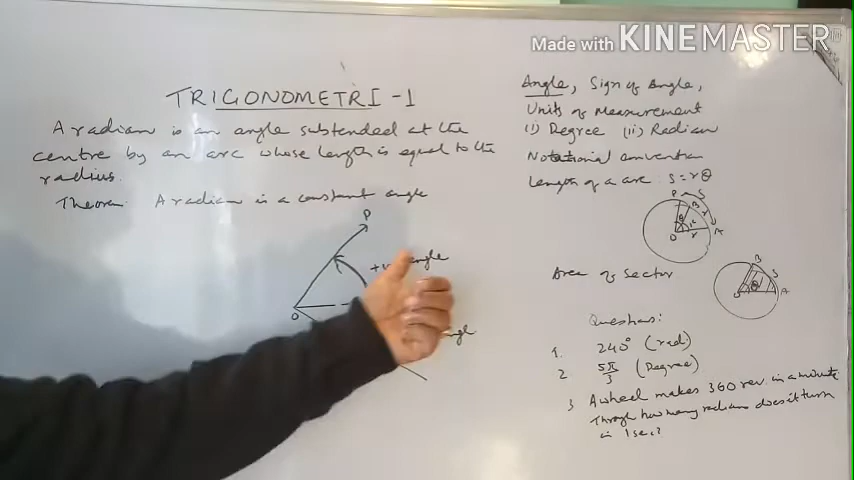 Made with KINEMASTER
TRIGONOMETRI-1
A radian is an angle subtended at the
centre by an arc whose length is equal to the
radius.
Theorem A radian is a constant angle
P
+ve angle
O
Angle, Sign of Angle,
Units of Measurement
(i) Degree (ii) Radian
Notational convention
Length of a arc S = rθ
P S
B
θ
O r A
Area of Sector
B
S
θ
A
Questions:
1. 240° (rad)
2 5π/3 (Degree)
3 A wheel makes 360 rev. in a minute
Through how many radians does it turn
in 1 sec?